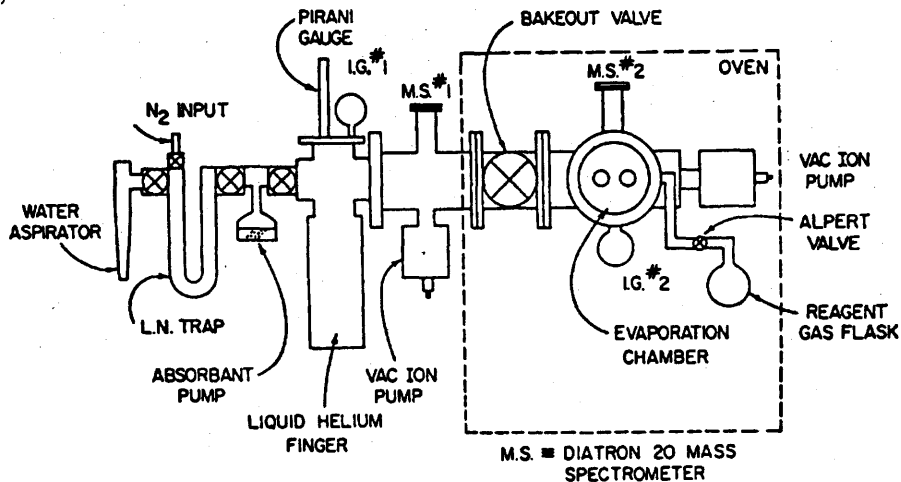 PIRANI
GAUGE
I.G.#1
M.S.#1
BAKEOUT VALVE
M.S.#2
OVEN
N2 INPUT
VAC ION
PUMP
WATER
ASPIRATOR
ALPERT
VALVE
I.G.#2
L.N. TRAP
REAGENT
GAS FLASK
EVAPORATION
CHAMBER
ABSORBANT
PUMP
VAC ION
PUMP
LIQUID HELIUM
FINGER
M.S. ≡ DIATRON 20 MASS
SPECTROMETER